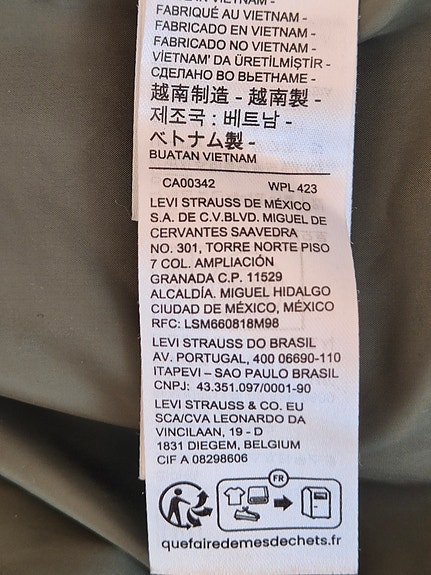 VIETNAM -
FABRIQUÉ AU VIETNAM -
FABRICADO EN VIETNAM -
FABRICADO NO VIETNAM -
VİETNAM' DA ÜRETİLMİŞTİR -
СДЕЛАНО ВО ВЬЕТНАМЕ -
越南制造 - 越南製 -
제조국 : 베트남 -
ベトナム製 -
BUATAN VIETNAM
CA00342 WPL 423
LEVI STRAUSS DE MÉXICO
S.A. DE C.V.BLVD. MIGUEL DE
CERVANTES SAAVEDRA
NO. 301, TORRE NORTE PISO
7 COL. AMPLIACIÓN
GRANADA C.P. 11529
ALCALDÍA. MIGUEL HIDALGO
CIUDAD DE MÉXICO, MÉXICO
RFC: LSM660818M98
LEVI STRAUSS DO BRASIL
AV. PORTUGAL, 400 06690-110
ITAPEVI – SAO PAULO BRASIL
CNPJ: 43.351.097/0001-90
LEVI STRAUSS & CO. EU
SCA/CVA LEONARDO DA
VINCILAAN, 19 - D
1831 DIEGEM, BELGIUM
CIF A 08298606
FR
quefairedemesdechets.fr